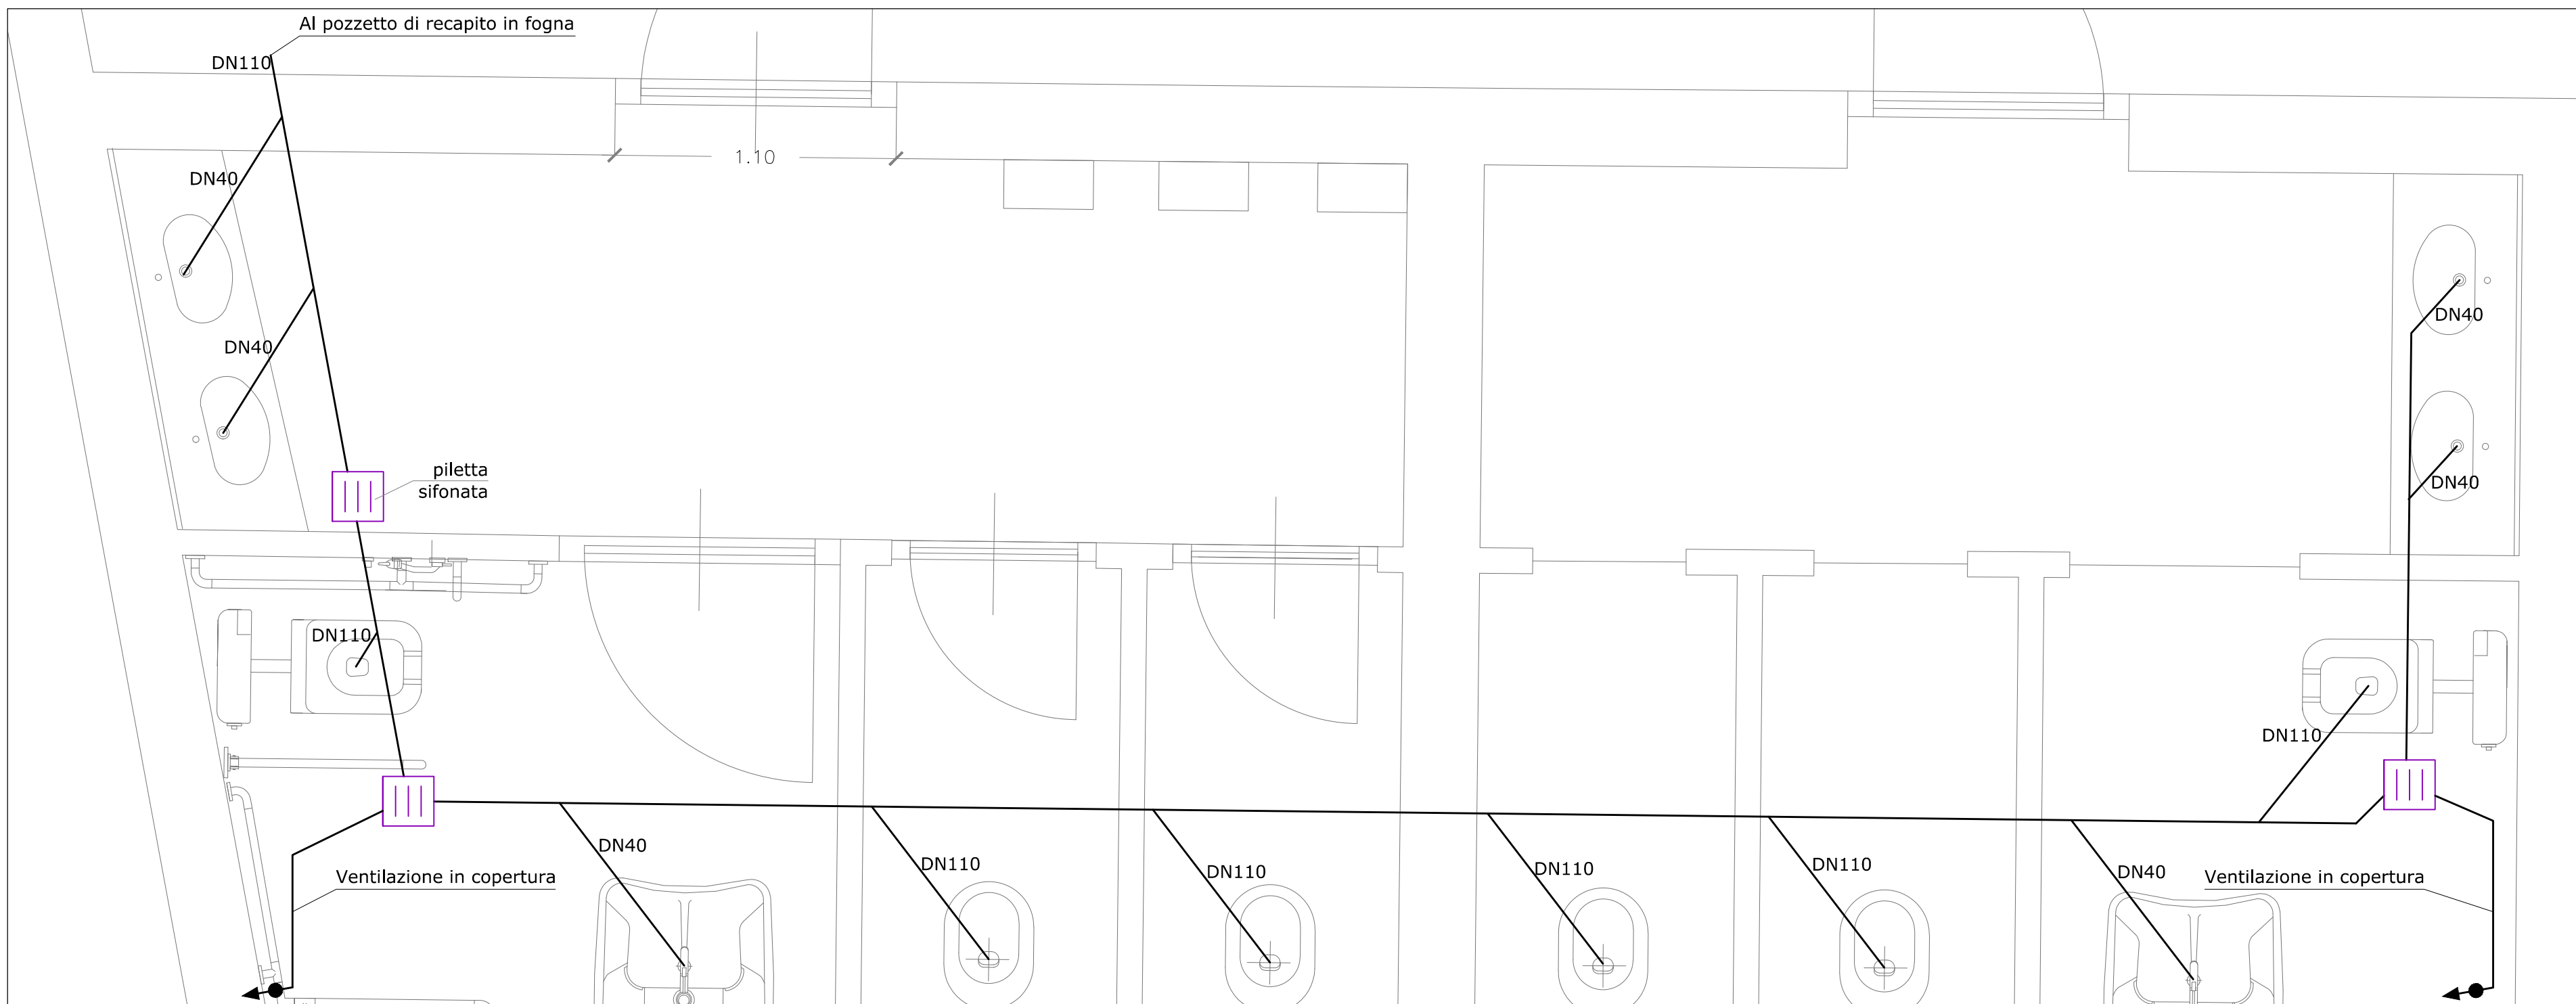 Al pozzetto di recapito in fogna
DN110
1.10
DN40
DN40
DN40
DN40
piletta
sifonata
DN110
DN110
DN40
DN110
DN110
DN110
DN110
DN40
Ventilazione in copertura
Ventilazione in copertura